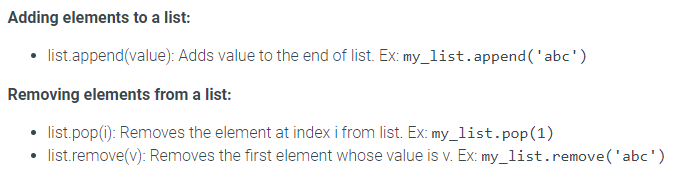 Adding elements to a list:
• list.append(value): Adds value to the end of list. Ex: my_list.append('abc')
Removing elements from a list:
• list.pop(i): Removes the element at index i from list. Ex: my_list.pop(1)
• list.remove(v): Removes the first element whose value is v. Ex: my_list.remove('abc')